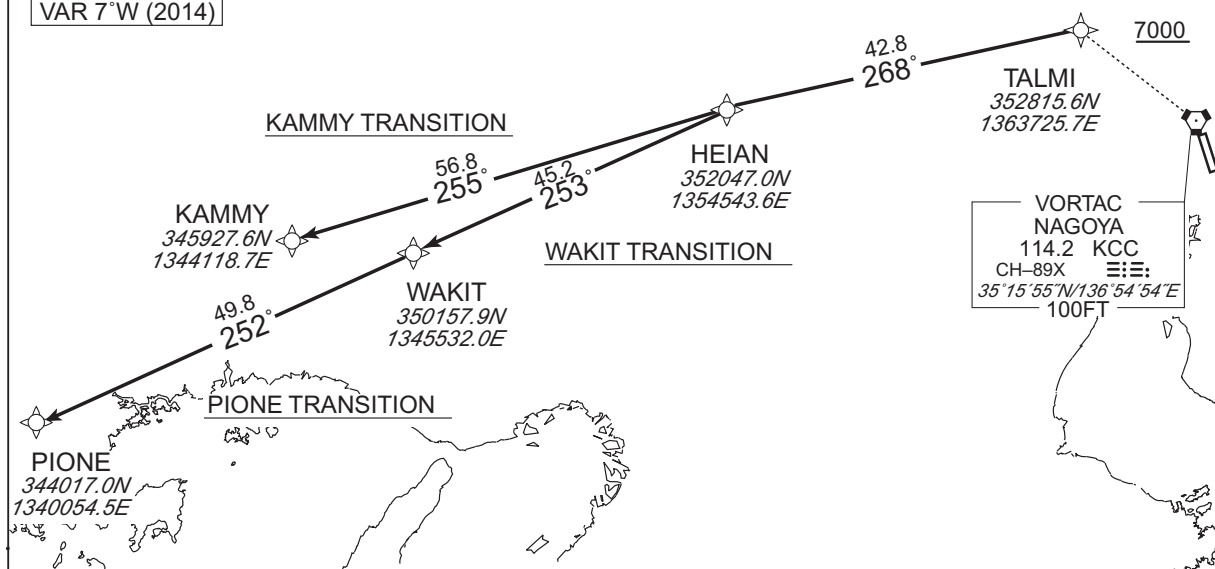 VAR 7°W (2014)
7000
42.8
268°
TALMI
352815.6N
1363725.7E
KAMMY TRANSITION
HEIAN
352047.0N
1354543.6E
56.8
255°
45.2
253°
KAMMY
345927.6N
1344118.7E
WAKIT TRANSITION
VORTAC
NAGOYA
114.2 KCC
CH–89X
35°15´55˝N/136°54´54˝E
100FT
WAKIT
350157.9N
1345532.0E
49.8
252°
PIONE TRANSITION
PIONE
344017.0N
1340054.5E